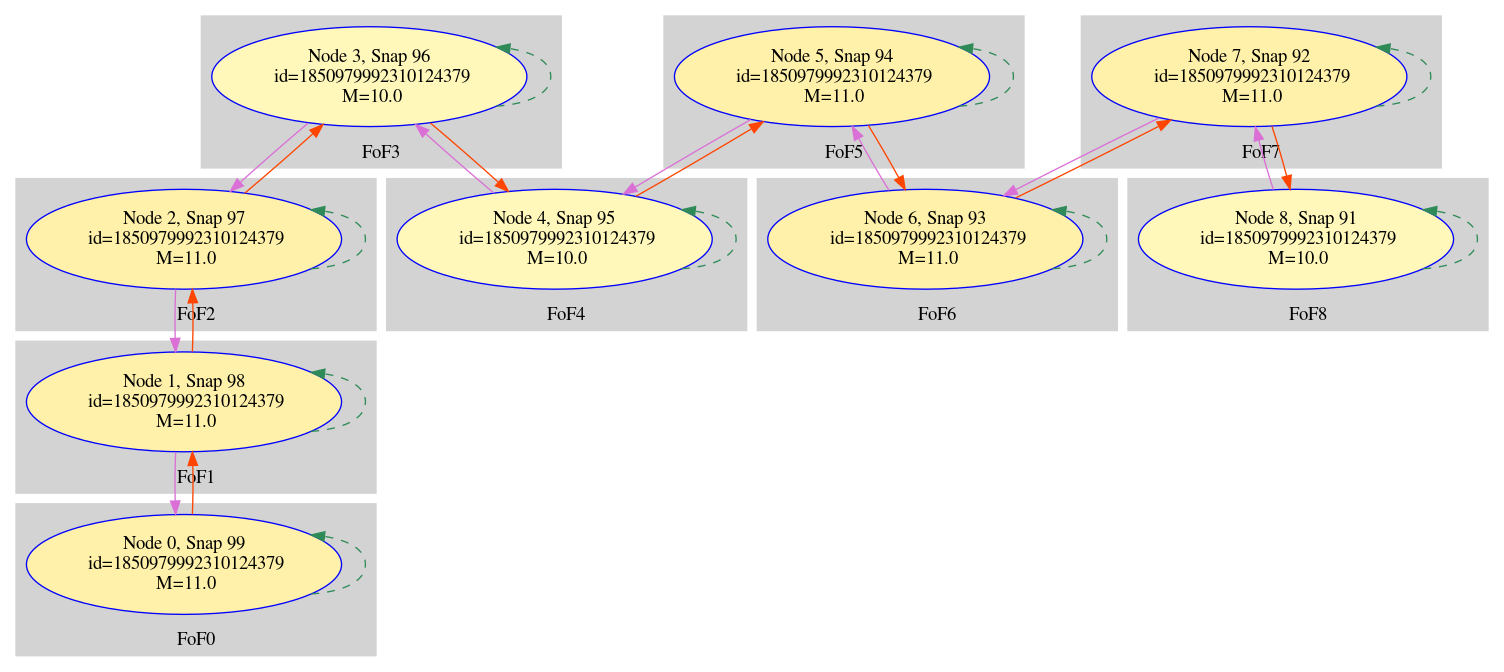 Node 3, Snap 96
id=1850979992310124379
M=10.0
FoF3
Node 5, Snap 94
id=1850979992310124379
M=11.0
FoF5
Node 7, Snap 92
id=1850979992310124379
M=11.0
FoF7
Node 2, Snap 97
id=1850979992310124379
M=11.0
FoF2
Node 4, Snap 95
id=1850979992310124379
M=10.0
FoF4
Node 6, Snap 93
id=1850979992310124379
M=11.0
FoF6
Node 8, Snap 91
id=1850979992310124379
M=10.0
FoF8
Node 1, Snap 98
id=1850979992310124379
M=11.0
FoF1
Node 0, Snap 99
id=1850979992310124379
M=11.0
FoF0